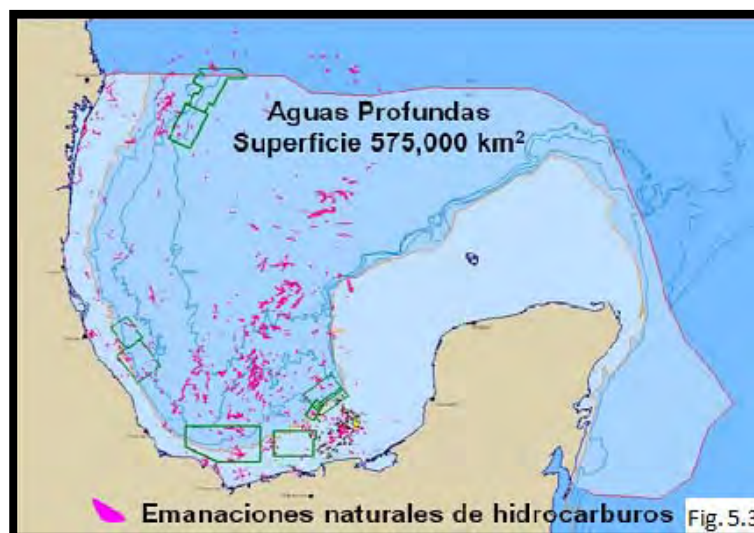 Aguas Profundas
Superficie 575,000 km²
Emanaciones naturales de hidrocarburos
Fig. 5.3